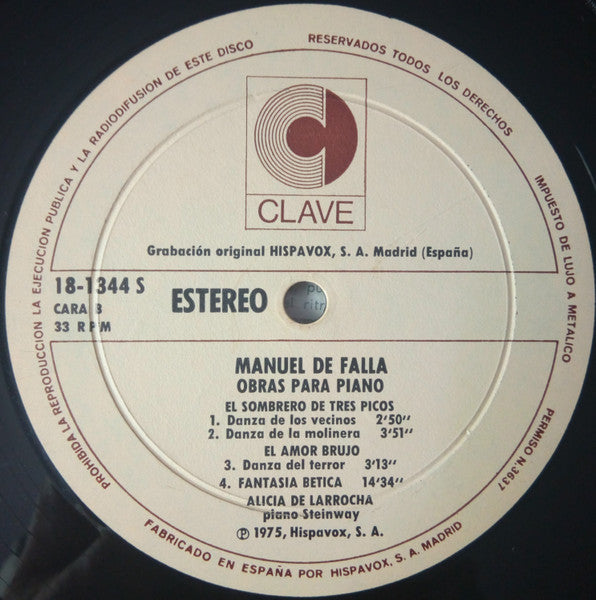 PROHIBIDA LA REPRODUCCION LA EJECUCION PUBLICA Y LA RADIODIFUSION DE ESTE DISCO
RESERVADOS TODOS LOS DERECHOS
IMPUESTO DE LUJO A METALICO
PERMISO N.3637
CLAVE
Grabación original HISPAVOX, S. A. Madrid (España)
18-1344 S
CARA B
33 RPM
ESTEREO
MANUEL DE FALLA
OBRAS PARA PIANO
EL SOMBRERO DE TRES PICOS
1. Danza de los vecinos 2'50''
2. Danza de la molinera 3'51''
EL AMOR BRUJO
3. Danza del terror 3'13''
4. FANTASIA BETICA 14'34''
ALICIA DE LARROCHA
piano Steinway
Ⓟ 1975, Hispavox, S. A.
FABRICADO EN ESPAÑA POR HISPAVOX, S. A. MADRID